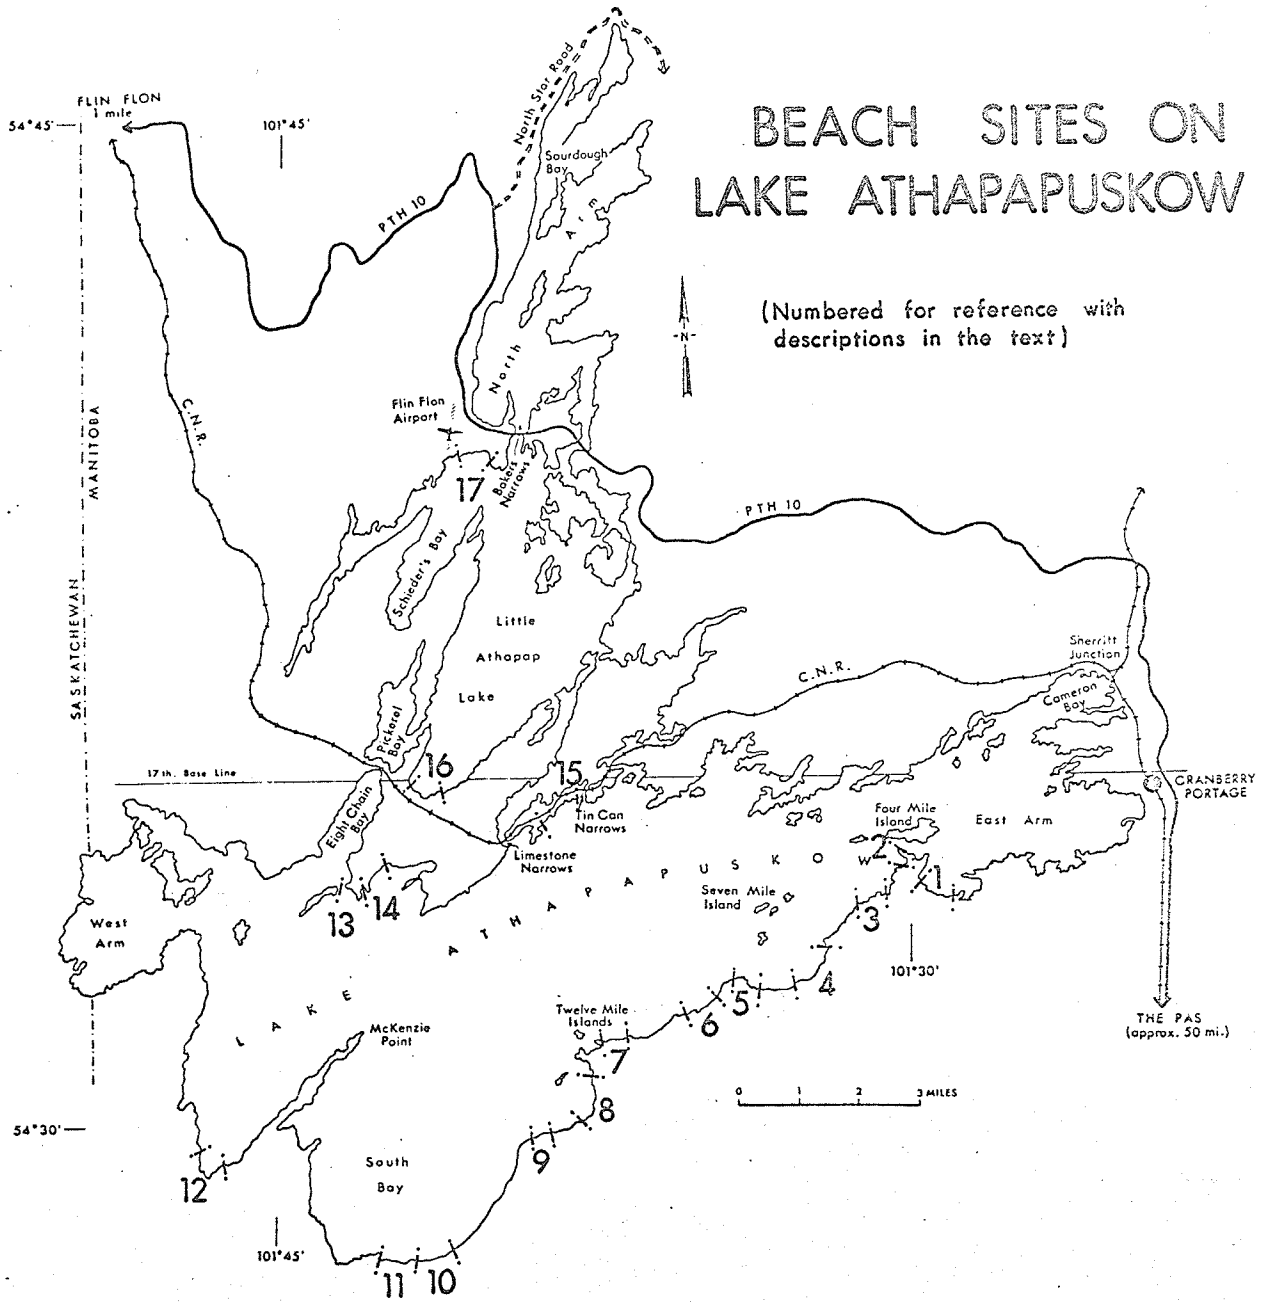 BEACH SITES ON
LAKE ATHAPAPUSKOW
(Numbered for reference with
descriptions in the text)
FLIN FLON
1 mile
54°45'
101°45'
North Star Road
Sourdough
Bay
PTH 10
North
A
-N-
Flin Flon
Airport
C.N.R.
MANITOBA
SASKATCHEWAN
17
Bakers
Narrows
Schieder's Bay
PTH 10
Little
Athapap
Lake
Sherritt
Junction
C.N.R.
Cameron
Bay
Pickerel
Bay
16
15
17th. Base Line
CRANBERRY
PORTAGE
Eight Chain
Bay
Tin Can
Narrows
Four Mile
Island
East Arm
Limestone
Narrows
2
1
LAKE ATHAPAPUSKOW
Seven Mile
Island
13
14
3
West
Arm
101°30'
4
5
6
THE PAS
(approx. 50 mi.)
Twelve Mile
Islands
McKenzie
Point
7
0 1 2 3 MILES
8
54°30'
9
South
Bay
12
101°45'
11
10